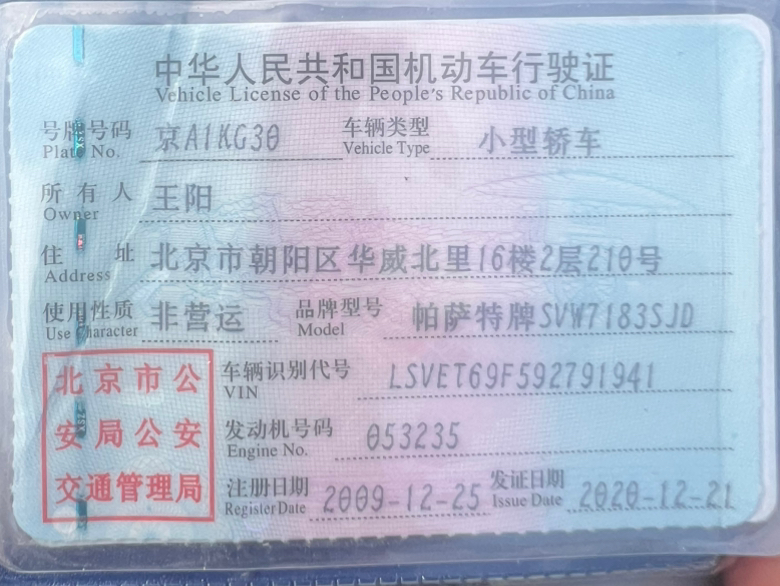 中华人民共和国机动车行驶证
Vehicle License of the People's Republic of China
号牌号码 京A1KG30 车辆类型 小型轿车
Plate No. Vehicle Type
所有人 王阳
Owner
住址 北京市朝阳区华威北里16楼2层210号
Address
使用性质 非营运 品牌型号 帕萨特牌SVW7183SJD
Use Character Model
北京市公
安局公安
交通管理局
车辆识别代号 LSVET69F592791941
VIN
发动机号码 053235
Engine No.
注册日期 2009-12-25 发证日期 2020-12-21
Register Date Issue Date